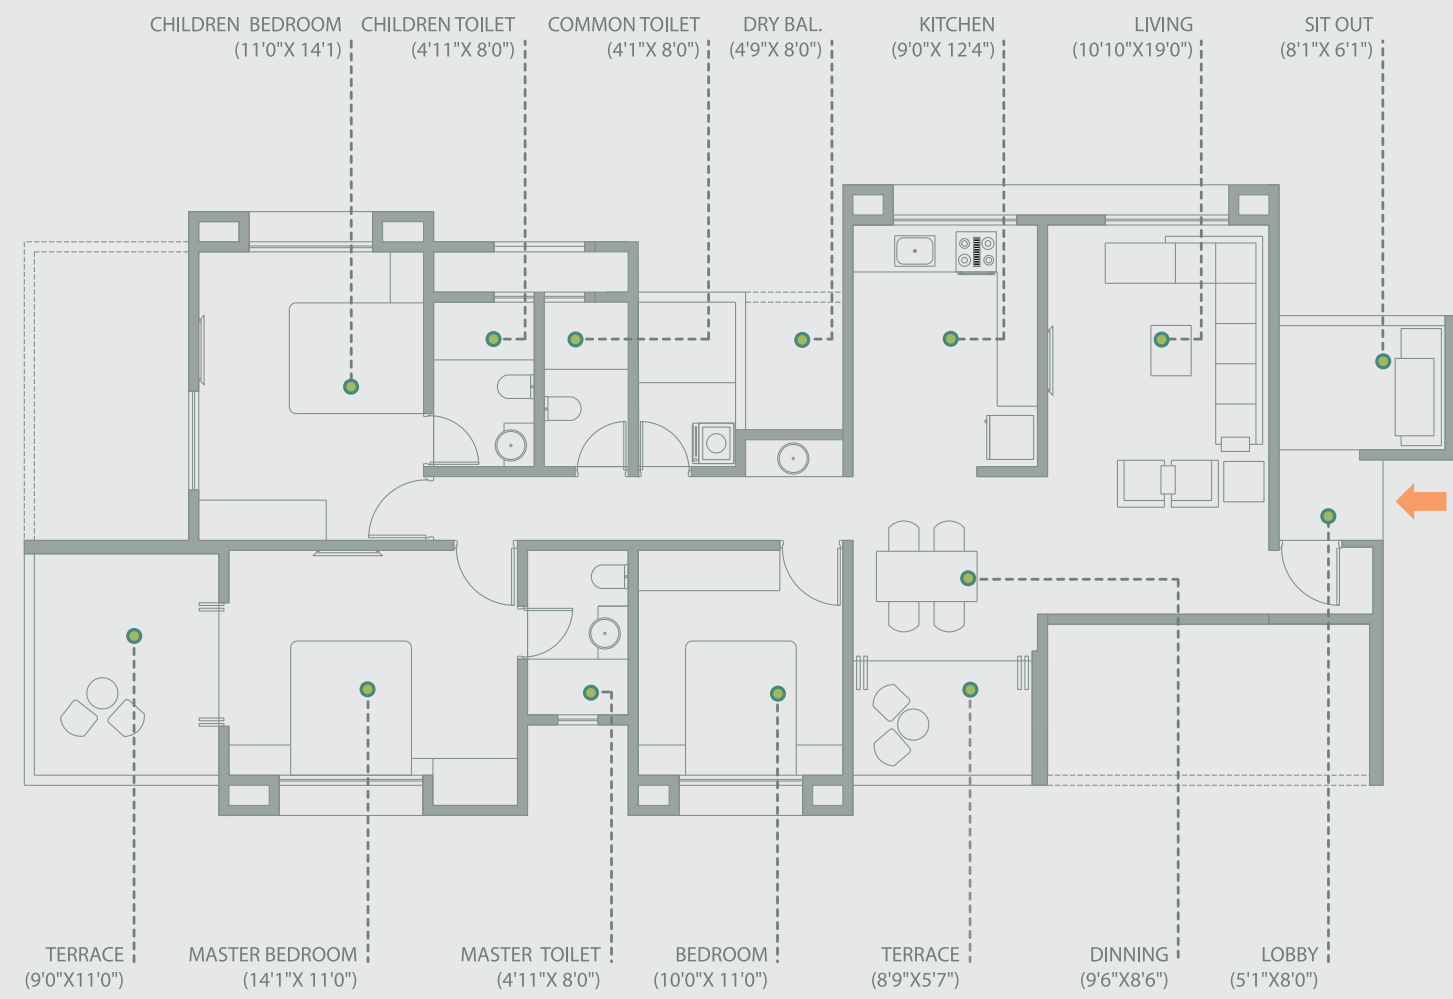 CHILDREN BEDROOM
(11'0"X 14'1)
CHILDREN TOILET
(4'11"X 8'0")
COMMON TOILET
(4'1"X 8'0")
DRY BAL.
(4'9"X 8'0")
KITCHEN
(9'0"X 12'4")
LIVING
(10'10"X19'0")
SIT OUT
(8'1"X 6'1")
TERRACE
(9'0"X11'0")
MASTER BEDROOM
(14'1"X 11'0")
MASTER TOILET
(4'11"X 8'0")
BEDROOM
(10'0"X 11'0")
TERRACE
(8'9"X5'7")
DINNING
(9'6"X8'6")
LOBBY
(5'1"X8'0")